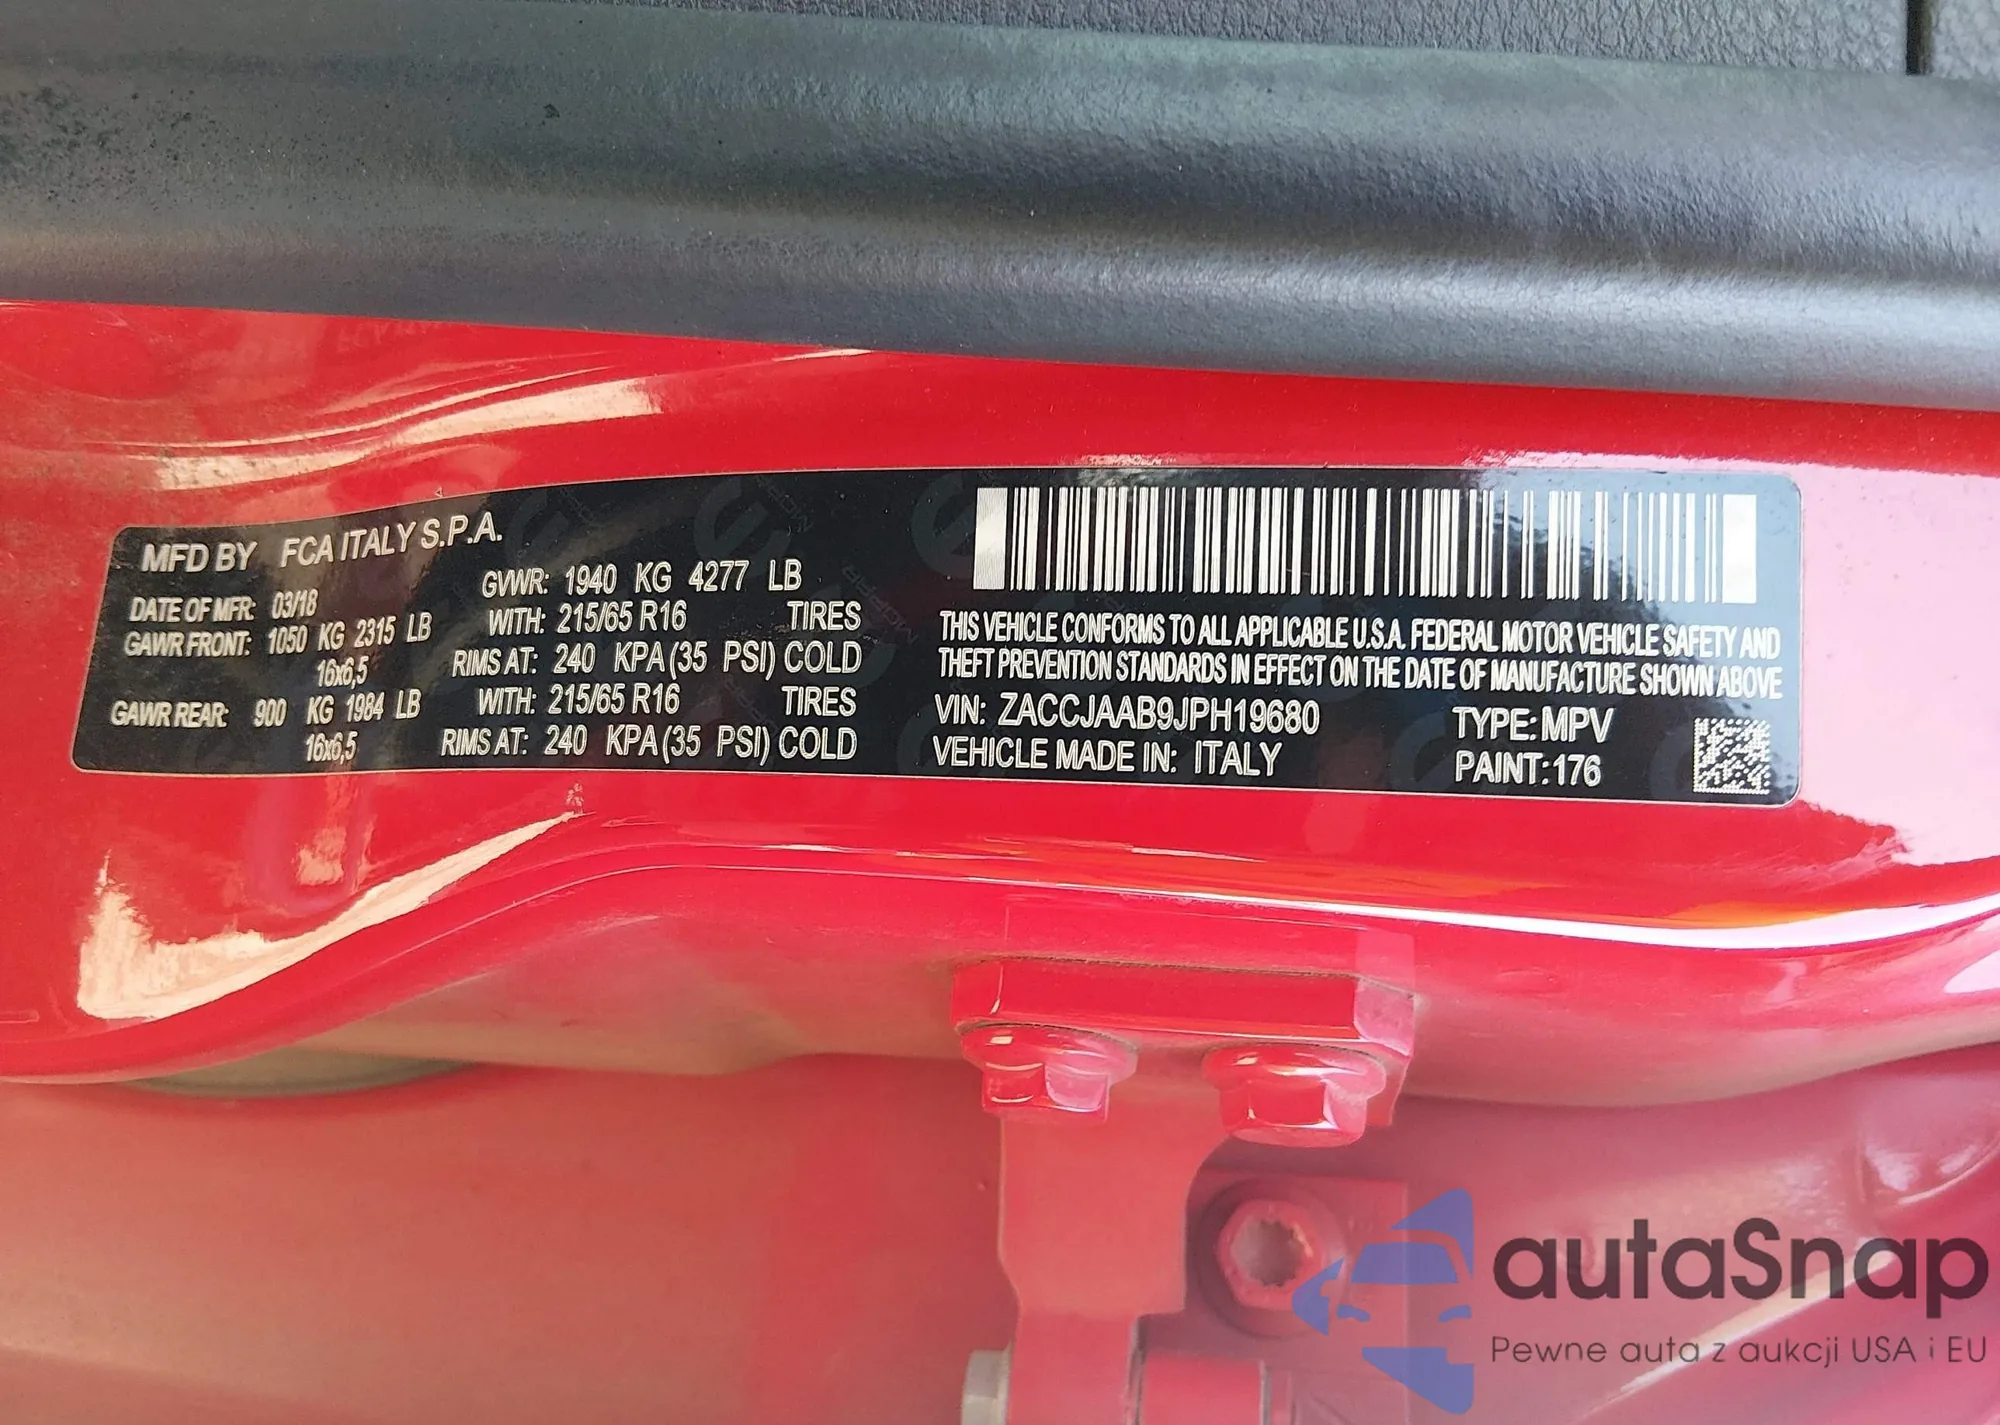 MFD BY FCA ITALY S.P.A.
DATE OF MFR: 03/18 GVWR: 1940 KG 4277 LB
GAWR FRONT: 1050 KG 2315 LB WITH: 215/65 R16 TIRES
16x6,5 RIMS AT: 240 KPA (35 PSI) COLD
GAWR REAR: 900 KG 1984 LB WITH: 215/65 R16 TIRES
16x6,5 RIMS AT: 240 KPA (35 PSI) COLD
THIS VEHICLE CONFORMS TO ALL APPLICABLE U.S.A. FEDERAL MOTOR VEHICLE SAFETY AND
THEFT PREVENTION STANDARDS IN EFFECT ON THE DATE OF MANUFACTURE SHOWN ABOVE
VIN: ZACCJAAB9JPH19680 TYPE: MPV
VEHICLE MADE IN: ITALY PAINT: 176
autaSnap
Pewne auta z aukcji USA i EU